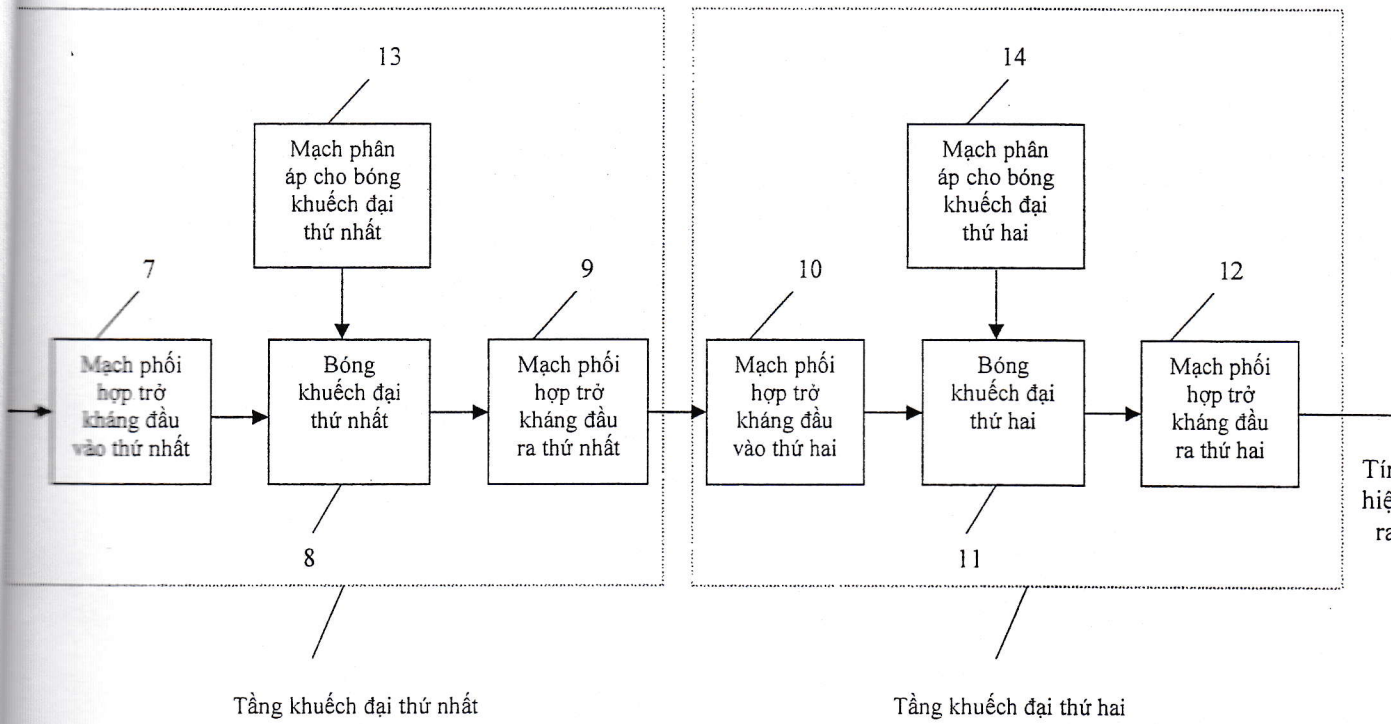 13
14
Mạch phân
áp cho bóng
khuếch đại
thứ nhất
Mạch phân
áp cho bóng
khuếch đại
thứ hai
7
9
10
12
Mạch phối
hợp trở
kháng đầu
vào thứ nhất
Bóng
khuếch đại
thứ nhất
Mạch phối
hợp trở
kháng đầu
ra thứ nhất
Mạch phối
hợp trở
kháng đầu
vào thứ hai
Bóng
khuếch đại
thứ hai
Mạch phối
hợp trở
kháng đầu
ra thứ hai
ra
8
11
Tầng khuếch đại thứ nhất
Tầng khuếch đại thứ hai